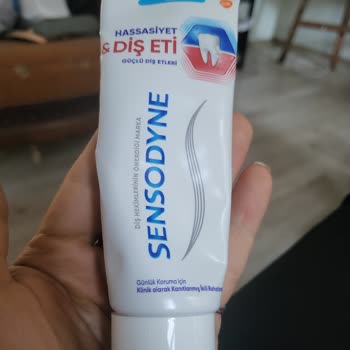 HASSASİYET
& DİŞ ETİ
GÜÇLÜ DİŞ ETLERİ
SENSODYNE
DİŞ HEKİMLERİNİN ÖNERDİĞİ MARKA
Günlük Koruma için
Klinik olarak Kanıtlanmış İkili